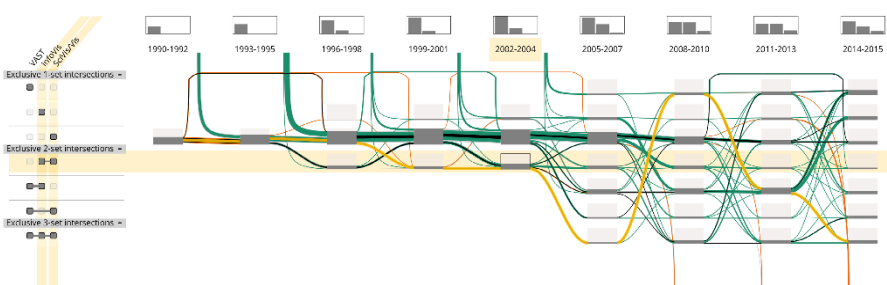 1990-1992 1993-1995 1996-1998 1999-2001 2002-2004 2005-2007 2008-2010 2011-2013 2014-2015
VAST InfoVis SciVis/Vis
Exclusive 1-set intersections
Exclusive 2-set intersections
Exclusive 3-set intersections